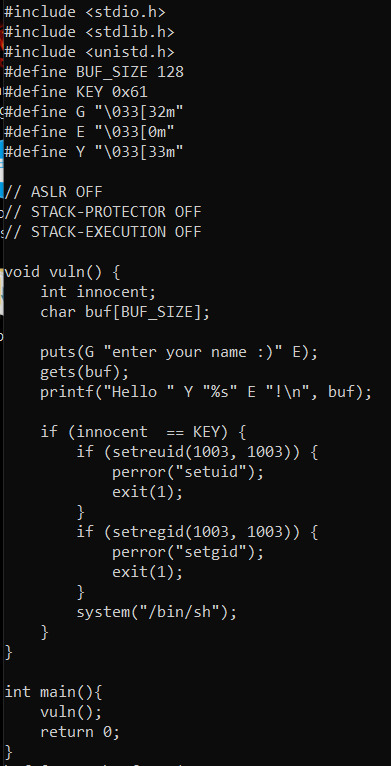 #include <stdio.h>
#include <stdlib.h>
#include <unistd.h>
#define BUF_SIZE 128
#define KEY 0x61
#define G "\033[32m"
#define E "\033[0m"
#define Y "\033[33m"
// ASLR OFF
// STACK-PROTECTOR OFF
// STACK-EXECUTION OFF
void vuln() {
    int innocent;
    char buf[BUF_SIZE];
    puts(G "enter your name :)" E);
    gets(buf);
    printf("Hello " Y "%s" E "!\n", buf);
    if (innocent  == KEY) {
        if (setreuid(1003, 1003)) {
            perror("setuid");
            exit(1);
        }
        if (setregid(1003, 1003)) {
            perror("setgid");
            exit(1);
        }
        system("/bin/sh");
    }
}
int main(){
    vuln();
    return 0;
}